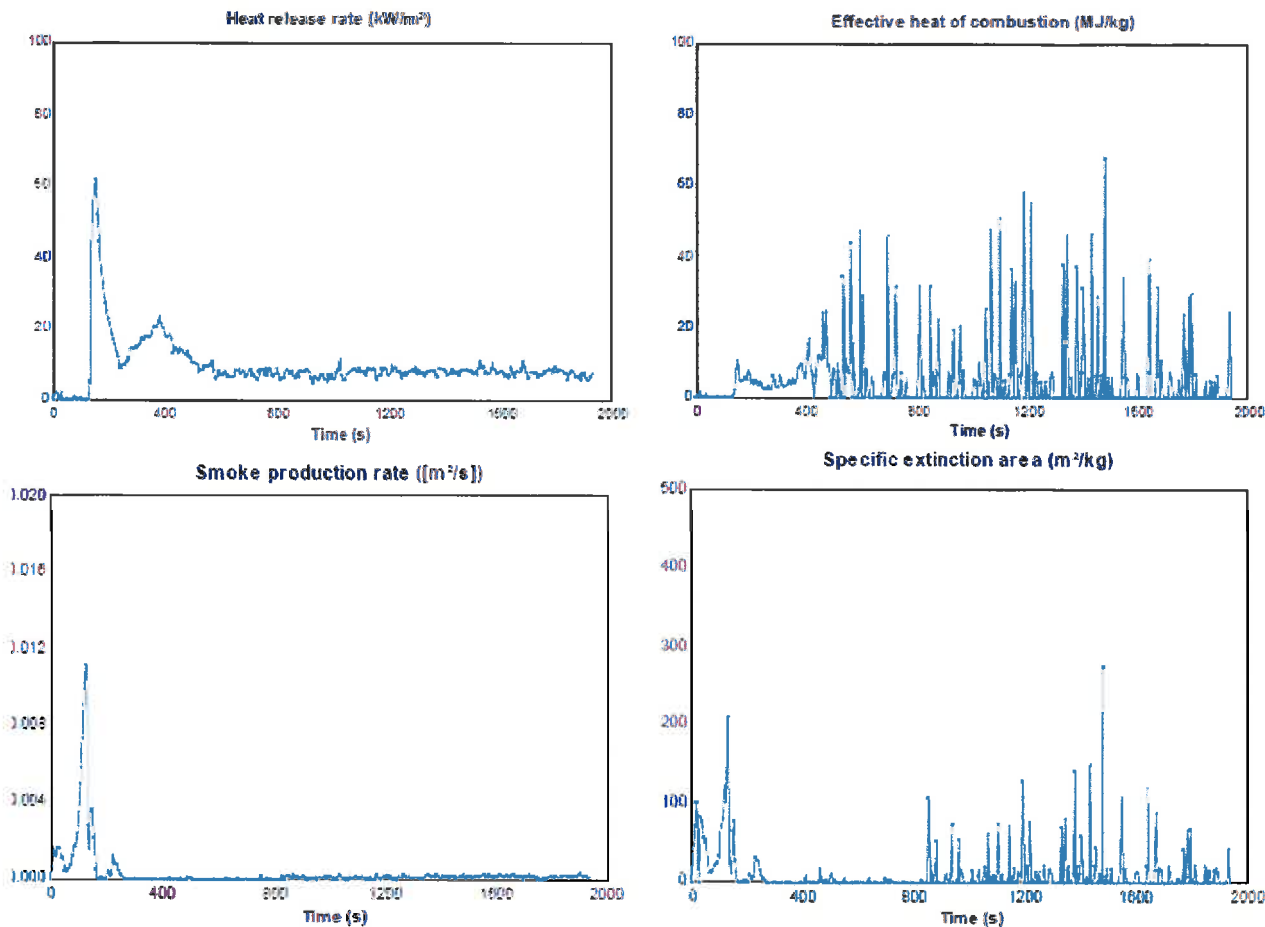 Heat release rate (kW/m²)
100
80
60
40
20
0
0 400 800 1200 1600 2000
Time (s)
Effective heat of combustion (MJ/kg)
100
80
60
40
20
0
0 400 800 1200 1600 2000
Time (s)
Smoke production rate ([m²/s])
0.020
0.016
0.012
0.008
0.004
0.000
0 400 800 1200 1600 2000
Time (s)
Specific extinction area (m²/kg)
500
400
300
200
100
0
0 400 800 1200 1600 2000
Time (s)